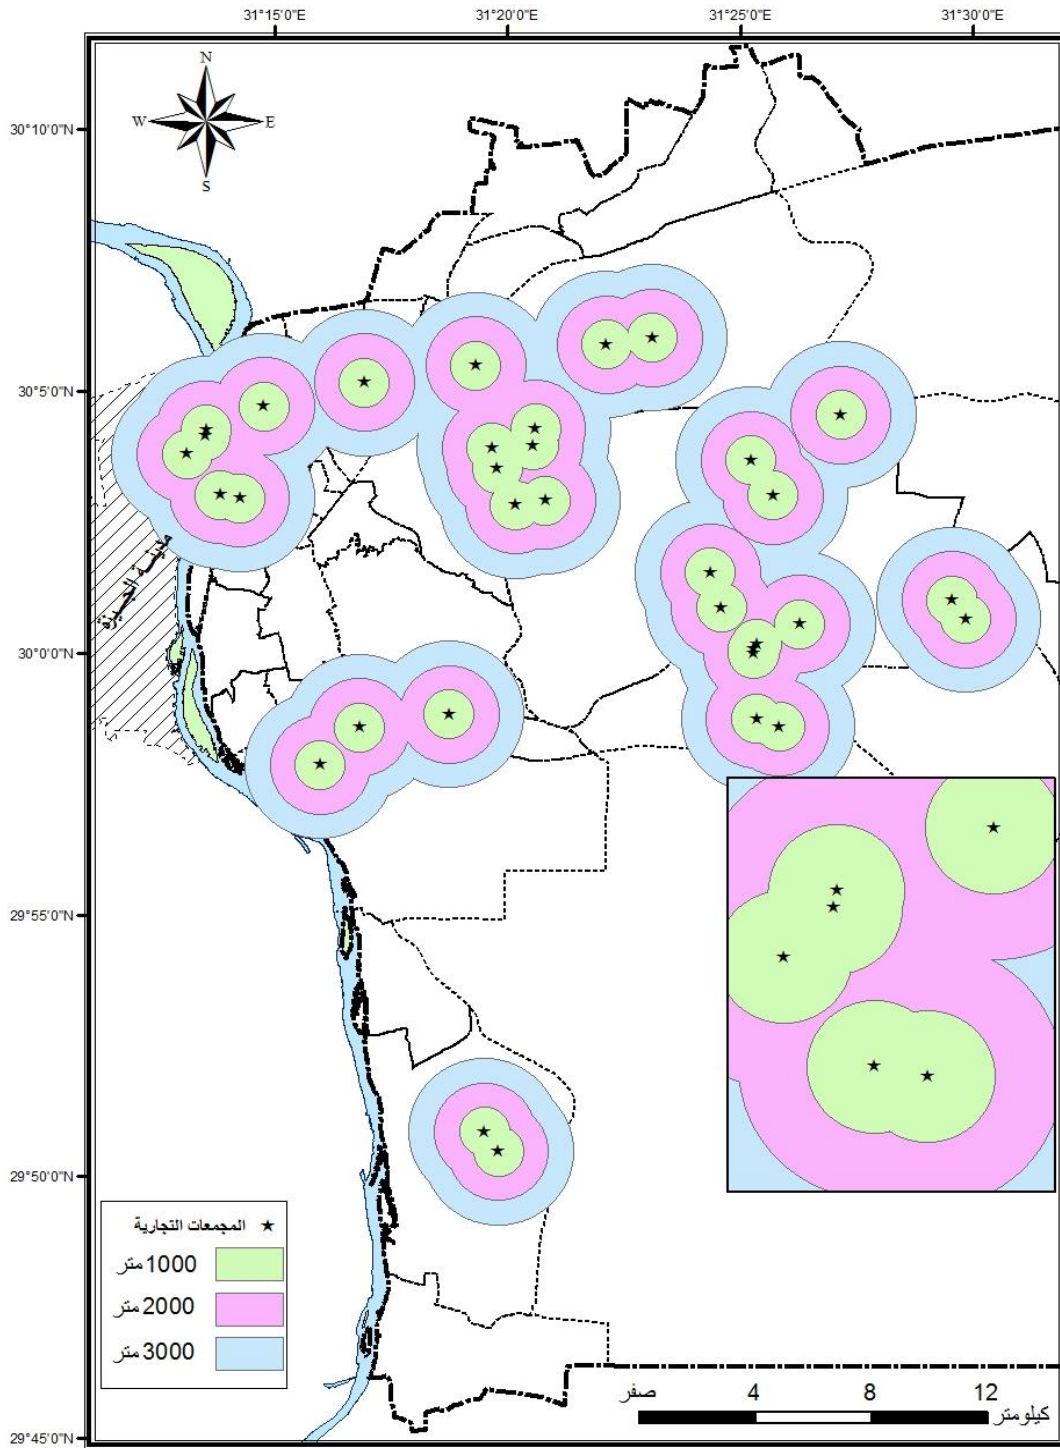 31°15'0"E 31°20'0"E 31°25'0"E 31°30'0"E
N
W E
S
30°10'0"N
30°5'0"N
30°0'0"N
29°55'0"N
29°50'0"N
29°45'0"N
المجمعات التجارية
1000 متر
2000 متر
3000 متر
صفر 4 8 12
كيلومتر